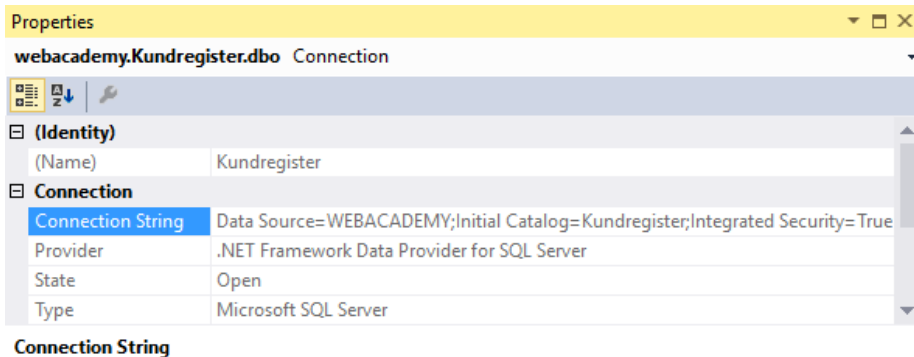 Properties
webacademy.Kundregister.dbo Connection
(Identity)
(Name) Kundregister
Connection
Connection String Data Source=WEBACADEMY;Initial Catalog=Kundregister;Integrated Security=True
Provider .NET Framework Data Provider for SQL Server
State Open
Type Microsoft SQL Server
Connection String